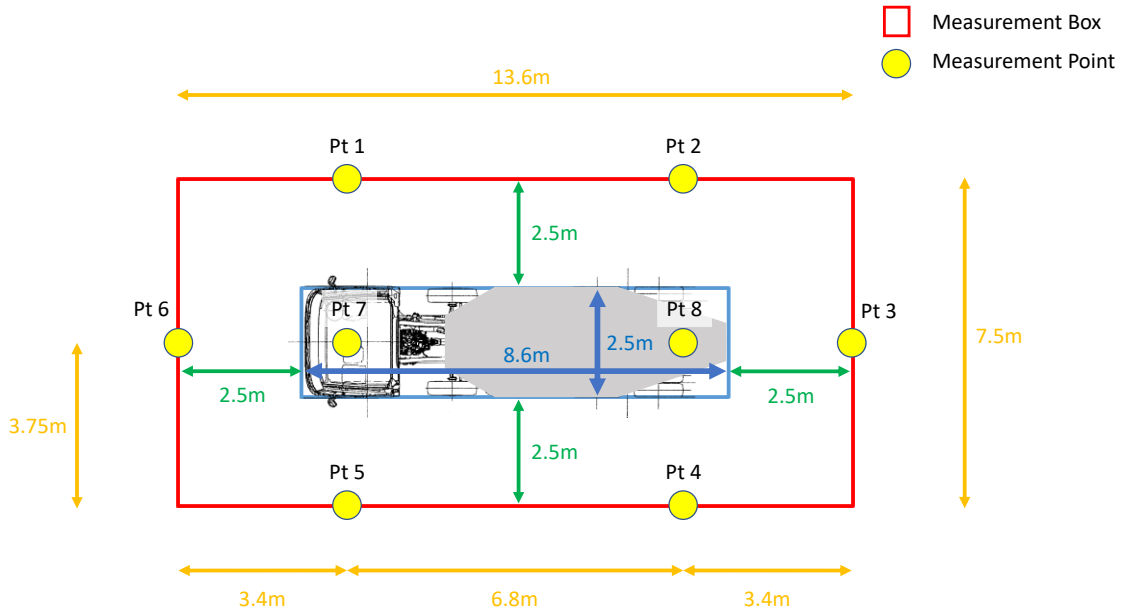 Measurement Box
Measurement Point
13.6m
Pt 1
Pt 2
2.5m
Pt 6
Pt 7
Pt 8
Pt 3
2.5m
8.6m
7.5m
2.5m
2.5m
3.75m
2.5m
Pt 5
Pt 4
3.4m
6.8m
3.4m